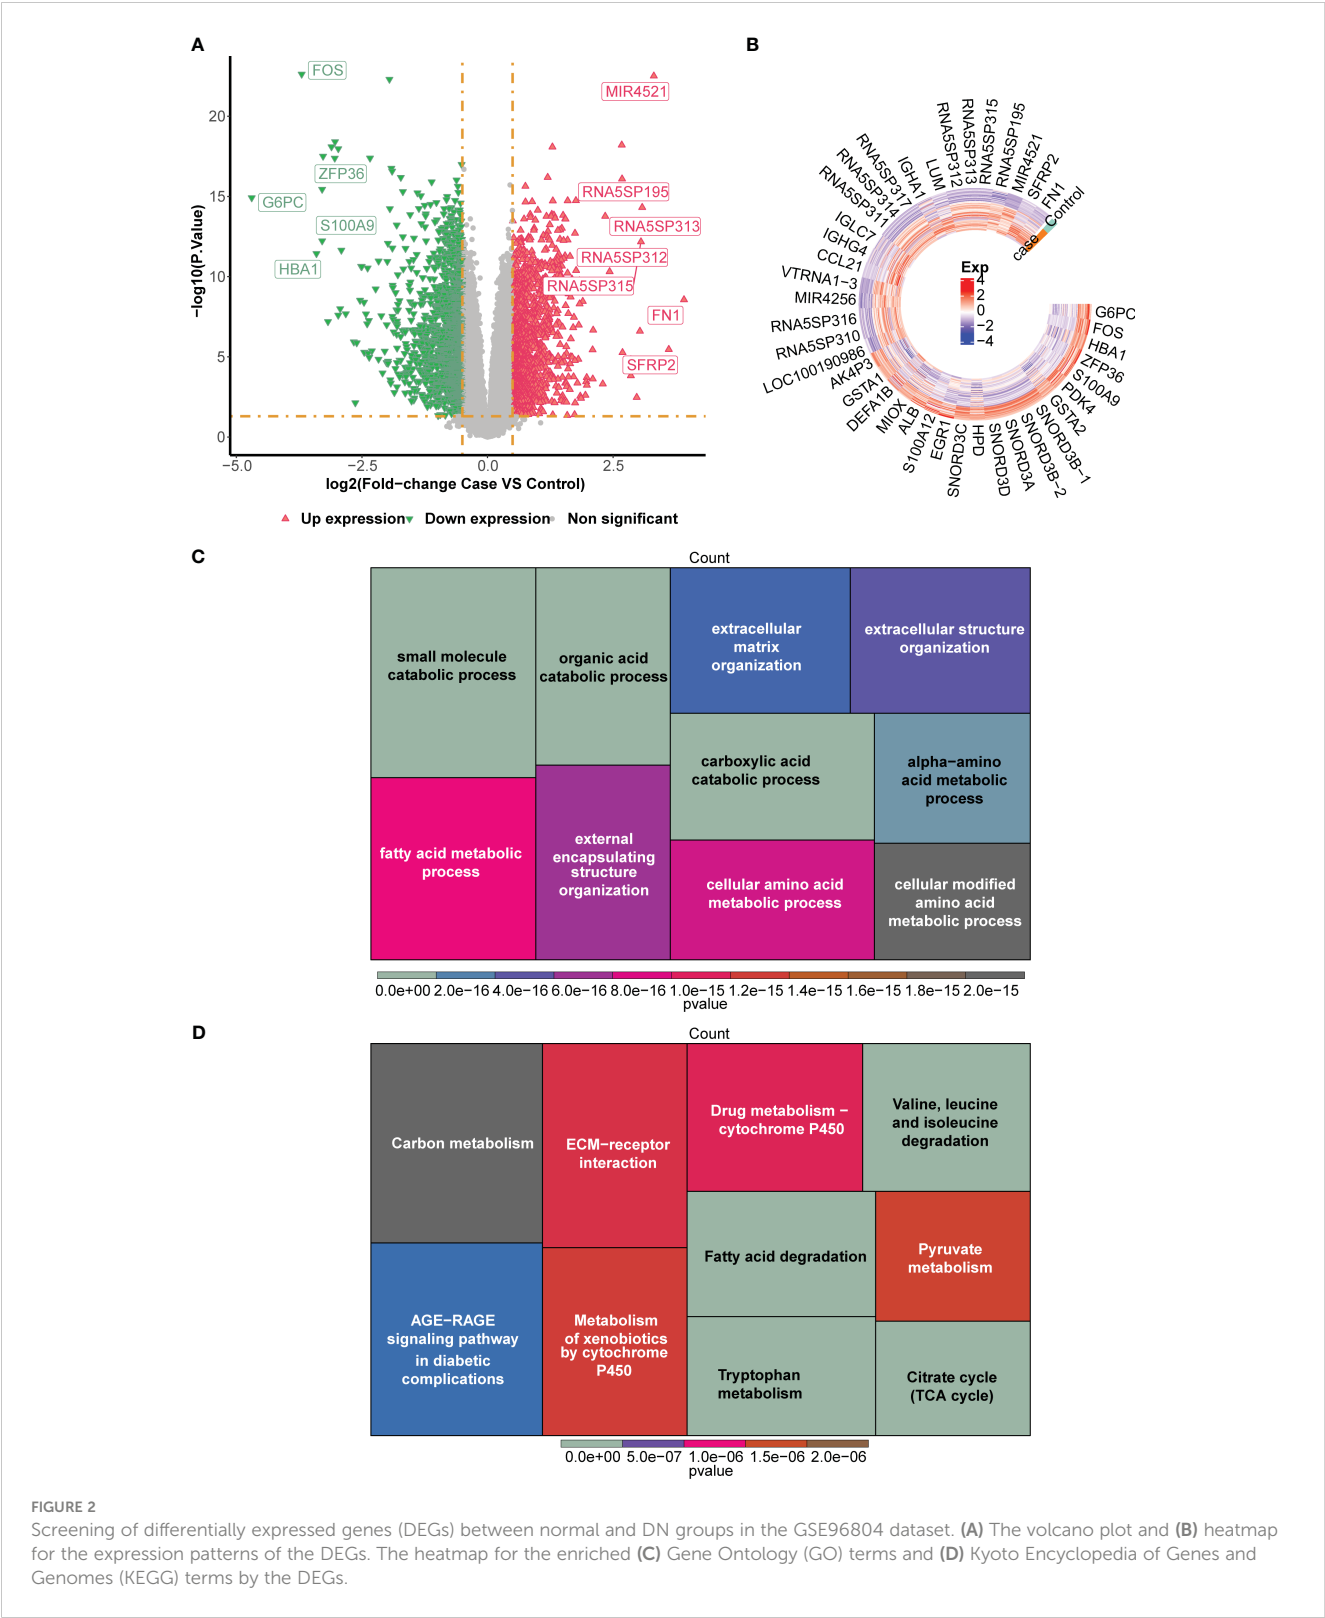 A
FOS
MIR4521
ZFP36
RNA5SP195
G6PC
S100A9
RNA5SP313
HBA1
RNA5SP312
RNA5SP315
FN1
SFRP2
20
15
10
5
0
−log10(P.Value)
−5.0
−2.5
0.0
2.5
log2(Fold−change Case VS Control)
Up expression
Down expression
Non significant
B
G6PC
FOS
HBA1
ZFP36
S100A9
PDK4
GSTA2
SNORD3B−1
SNORD3B−2
SNORD3A
SNORD3D
HPD
SNORD3C
EGR1
S100A12
ALB
MIOX
DEFA1B
GSTA1
AK4P3
LOC100190986
RNA5SP310
RNA5SP316
MIR4256
VTRNA1−3
CCL21
IGHG4
IGLC7
RNA5SP311
RNA5SP314
RNA5SP317
IGHA1
LUM
RNA5SP312
RNA5SP313
RNA5SP315
RNA5SP195
MIR4521
SFRP2
FN1
Control
case
Exp
4
2
0
−2
−4
C
Count
small molecule
catabolic process
organic acid
catabolic process
extracellular
matrix
organization
extracellular structure
organization
carboxylic acid
catabolic process
alpha−amino
acid metabolic
process
fatty acid metabolic
process
external
encapsulating
structure
organization
cellular amino acid
metabolic process
cellular modified
amino acid
metabolic process
0.0e+00 2.0e−16 4.0e−16 6.0e−16 8.0e−16 1.0e−15 1.2e−15 1.4e−15 1.6e−15 1.8e−15 2.0e−15
pvalue
D
Count
Carbon metabolism
ECM−receptor
interaction
Drug metabolism −
cytochrome P450
Valine, leucine
and isoleucine
degradation
Fatty acid degradation
Pyruvate
metabolism
AGE−RAGE
signaling pathway
in diabetic
complications
Metabolism
of xenobiotics
by cytochrome
P450
Tryptophan
metabolism
Citrate cycle
(TCA cycle)
0.0e+00 5.0e−07 1.0e−06 1.5e−06 2.0e−06
pvalue
FIGURE 2
Screening of differentially expressed genes (DEGs) between normal and DN groups in the GSE96804 dataset. (A) The volcano plot and (B) heatmap
for the expression patterns of the DEGs. The heatmap for the enriched (C) Gene Ontology (GO) terms and (D) Kyoto Encyclopedia of Genes and
Genomes (KEGG) terms by the DEGs.